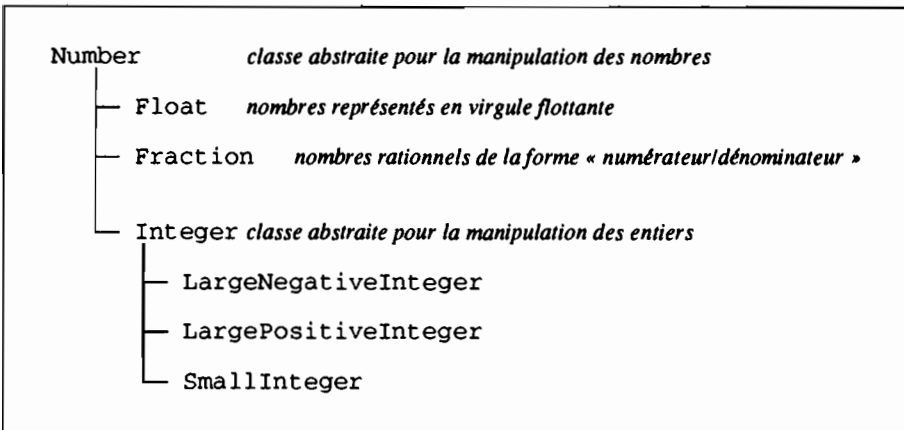 Number classe abstraite pour la manipulation des nombres
Float nombres représentés en virgule flottante
Fraction nombres rationnels de la forme « numérateur/dénominateur »
Integer classe abstraite pour la manipulation des entiers
LargeNegativeInteger
LargePositiveInteger
SmallInteger